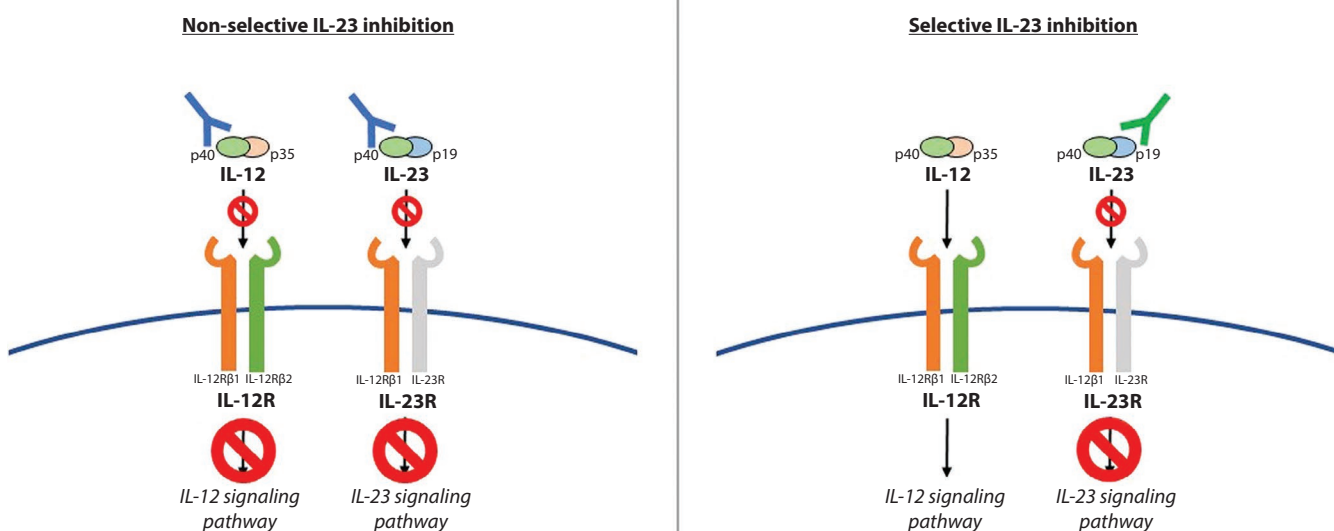 Non-selective IL-23 inhibition
p40
p35
IL-12
p40
p19
IL-23
IL-12Rβ1
IL-12Rβ2
IL-12R
IL-12Rβ1
IL-23R
IL-23R
IL-12 signaling
pathway
IL-23 signaling
pathway
Selective IL-23 inhibition
p40
p35
IL-12
p40
p19
IL-23
IL-12Rβ1
IL-12Rβ2
IL-12R
IL-12β1
IL-23R
IL-23R
IL-12 signaling
pathway
IL-23 signaling
pathway